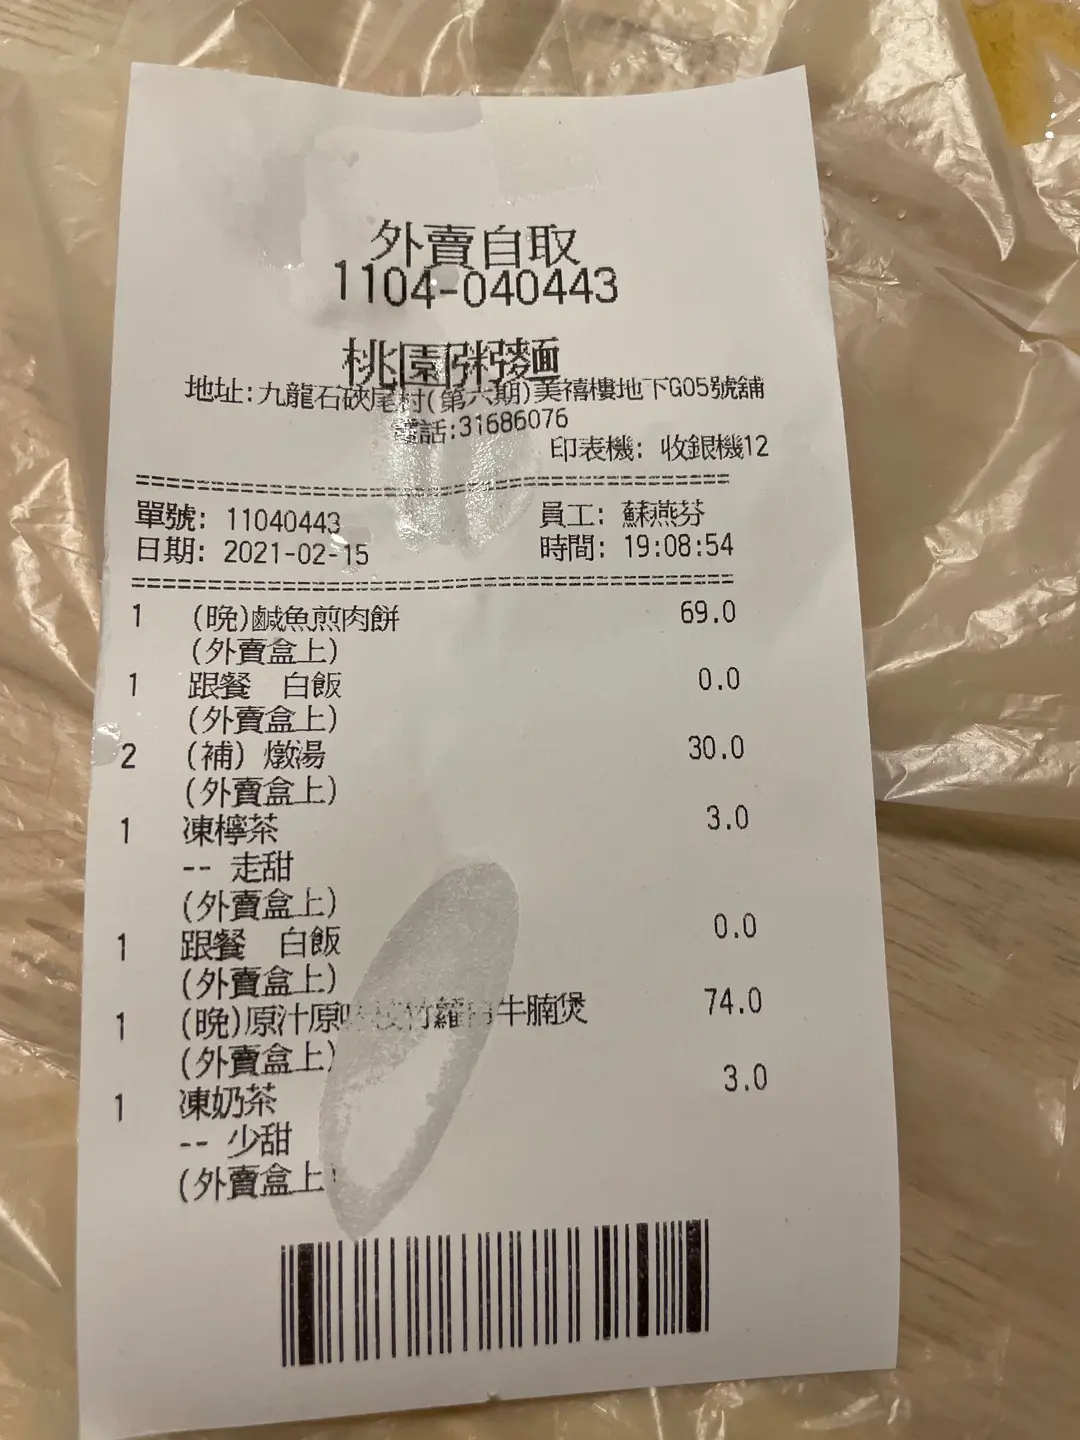 外賣自取
1104-040443
桃園粥麵
地址:九龍石硤尾村(第六期)美禧樓地下G05號舖
電話:31686076
印表機: 收銀機12
單號: 11040443 員工: 蘇燕芬
日期: 2021-02-15 時間: 19:08:54
1 (晚)鹹魚煎肉餅 69.0
(外賣盒上)
1 跟餐 白飯 0.0
(外賣盒上)
2 (補) 燉湯 30.0
(外賣盒上)
1 凍檸茶 3.0
-- 走甜
(外賣盒上)
1 跟餐 白飯 0.0
(外賣盒上)
1 (晚)原汁原 竹蘿 牛腩煲 74.0
(外賣盒上)
1 凍奶茶 3.0
-- 少甜
(外賣盒上)